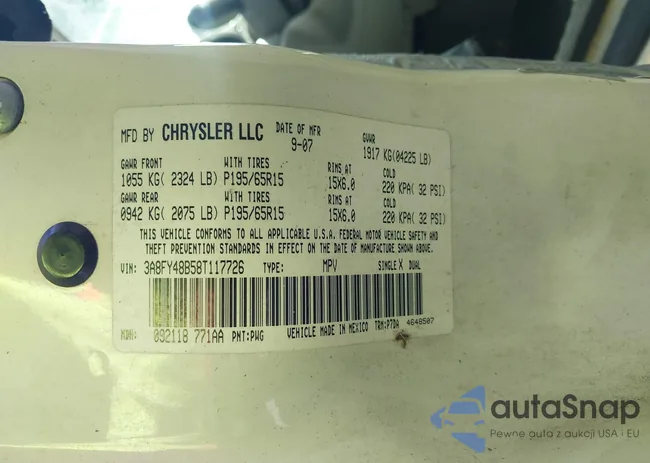 MFD BY CHRYSLER LLC DATE OF MFR 9-07 GVWR 1917 KG(04225 LB)
GAWR FRONT WITH TIRES RIMS AT COLD
1055 KG( 2324 LB) P195/65R15 15X6.0 220 KPA( 32 PSI)
GAWR REAR WITH TIRES RIMS AT COLD
0942 KG( 2075 LB) P195/65R15 15X6.0 220 KPA( 32 PSI)
THIS VEHICLE CONFORMS TO ALL APPLICABLE U.S.A. FEDERAL MOTOR VEHICLE SAFETY AND
THEFT PREVENTION STANDARDS IN EFFECT ON THE DATE OF MANUFACTURE SHOWN ABOVE.
VIN: 3A8FY48B58T117726 TYPE: MPV SINGLE X DUAL
MDH: 092118 771AA PNT:PWG VEHICLE MADE IN MEXICO TRM:P7DA 4648507
autaSnap
Pewne auta z aukcji USA i EU